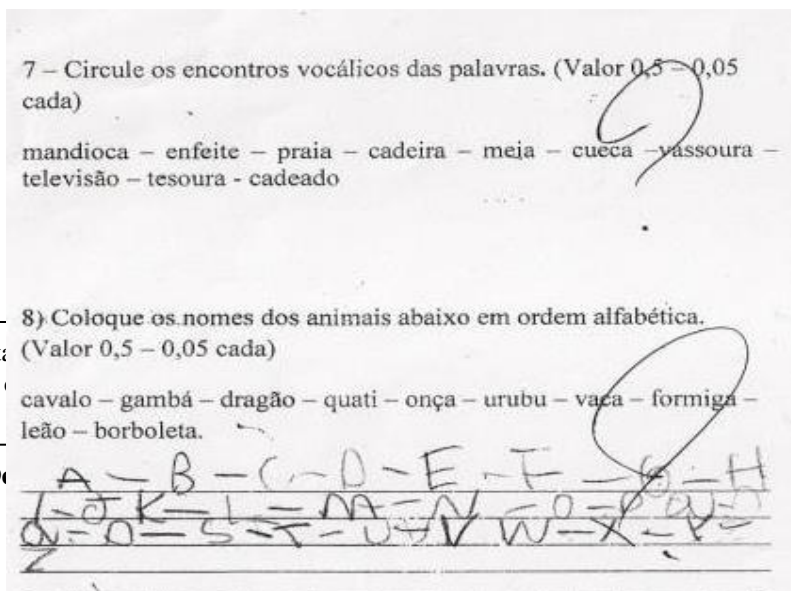 7 – Circule os encontros vocálicos das palavras. (Valor 0,5 – 0,05
cada)
mandioca – enfeite – praia – cadeira – meia – cueca – vassoura –
televisão – tesoura - cadeado
8) Coloque os nomes dos animais abaixo em ordem alfabética.
(Valor 0,5 – 0,05 cada)
cavalo – gambá – dragão – quati – onça – urubu – vaca – formiga –
leão – borboleta.
A – B – C – D – E – F – G – H
I – J K – L – M – N – O – P
Q – – S – T – U – V W – X – Y –
Z